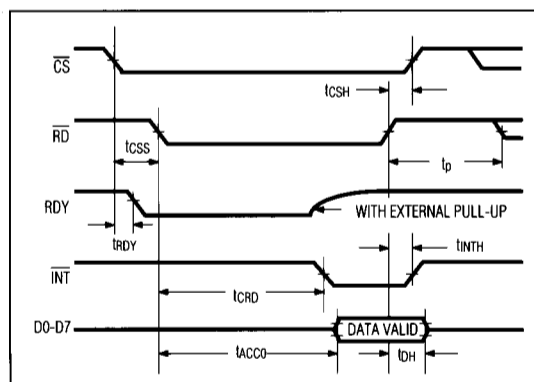 CS
tCSH
RD
tCSS
tp
RDY
WITH EXTERNAL PULL-UP
tRDY
tINTH
INT
tCRD
D0-D7
DATA VALID
tACC0
tDH